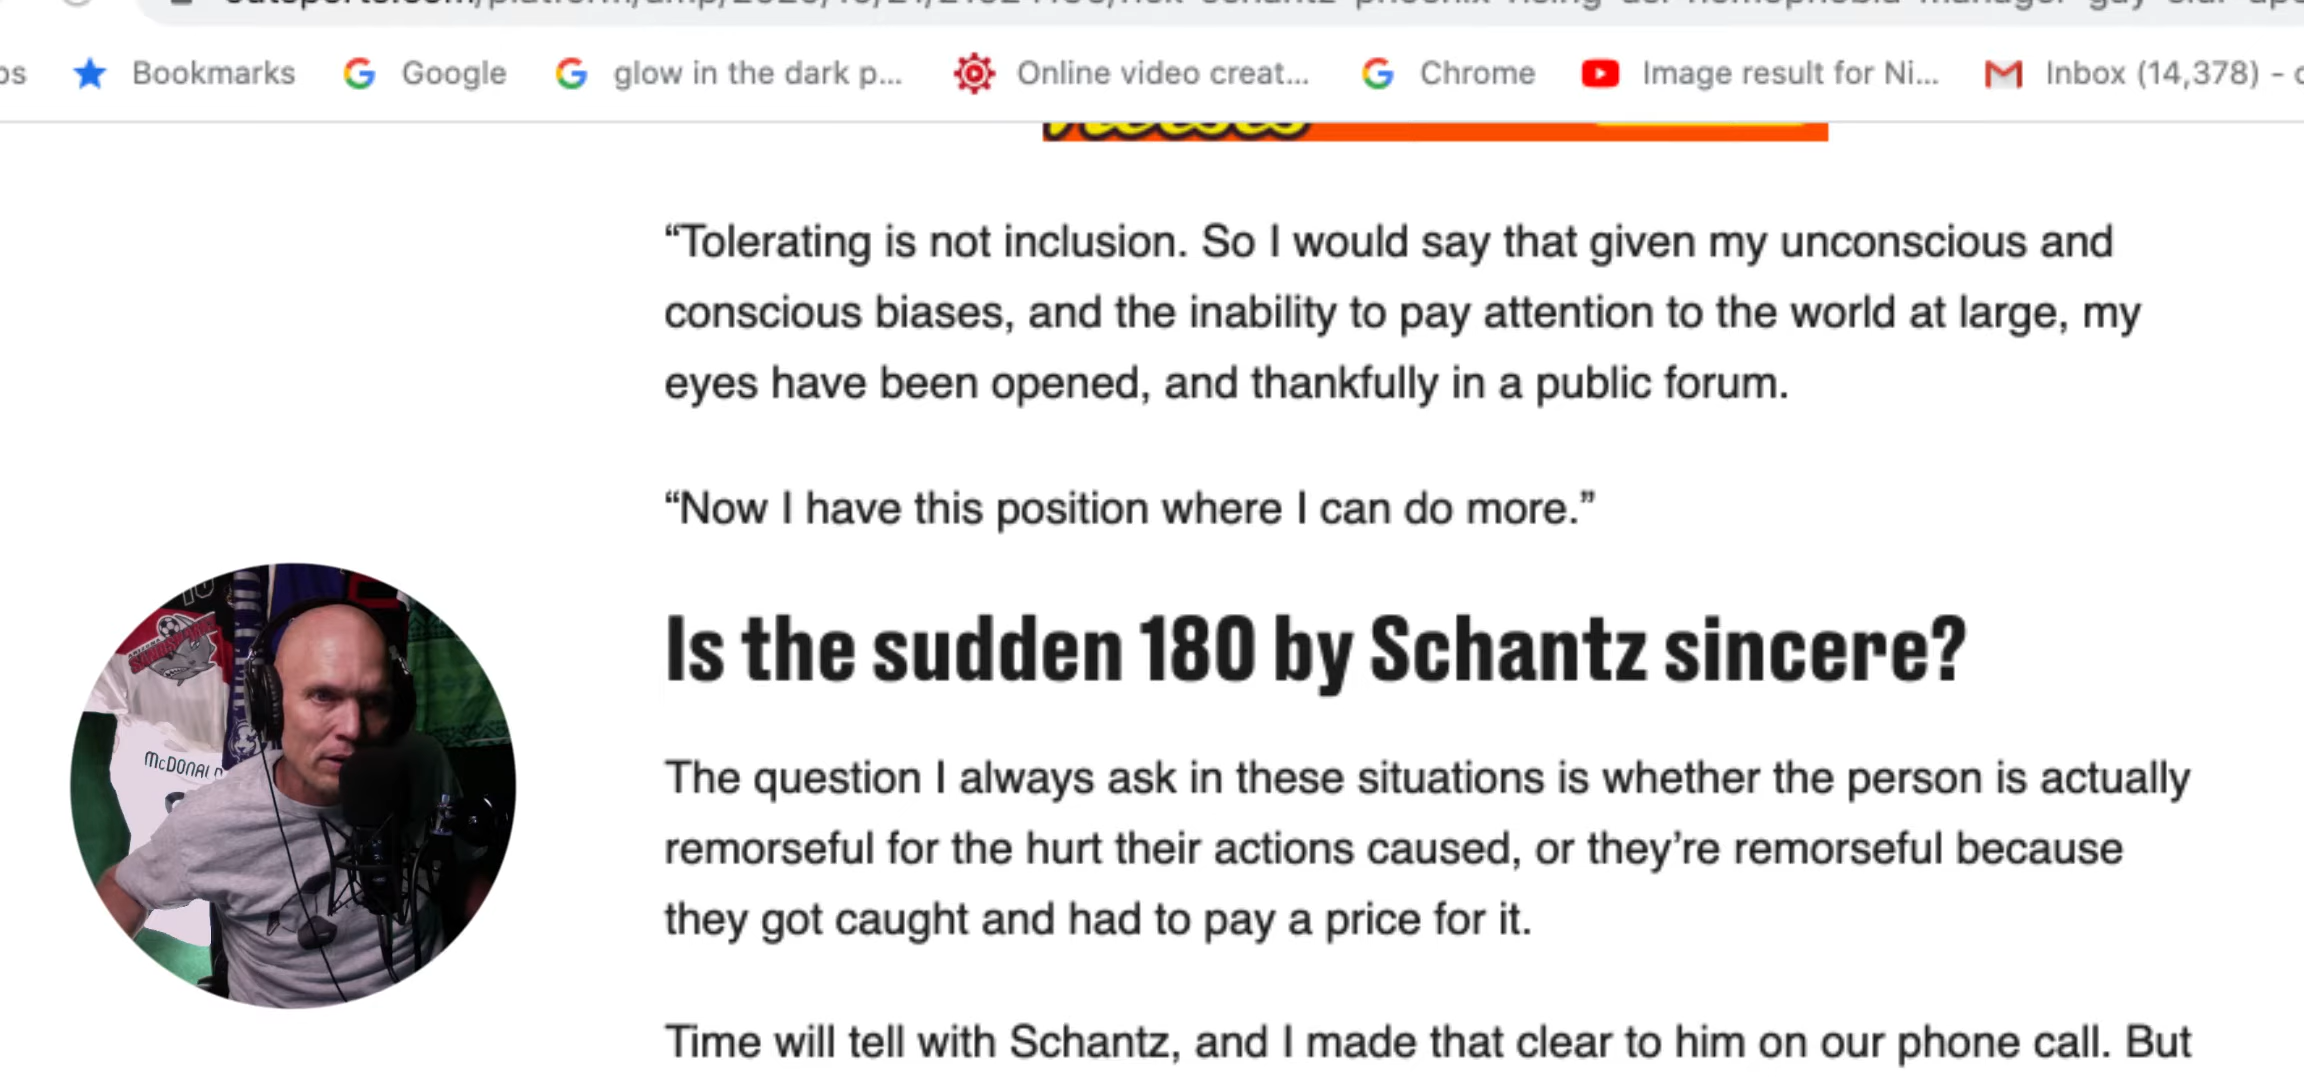 Bookmarks
Google
glow in the dark p...
Online video creat...
Chrome
Image result for Ni...
Inbox (14,378) -
“Tolerating is not inclusion. So I would say that given my unconscious and
conscious biases, and the inability to pay attention to the world at large, my
eyes have been opened, and thankfully in a public forum.
“Now I have this position where I can do more.”
Is the sudden 180 by Schantz sincere?
The question I always ask in these situations is whether the person is actually
remorseful for the hurt their actions caused, or they’re remorseful because
they got caught and had to pay a price for it.
Time will tell with Schantz, and I made that clear to him on our phone call. But